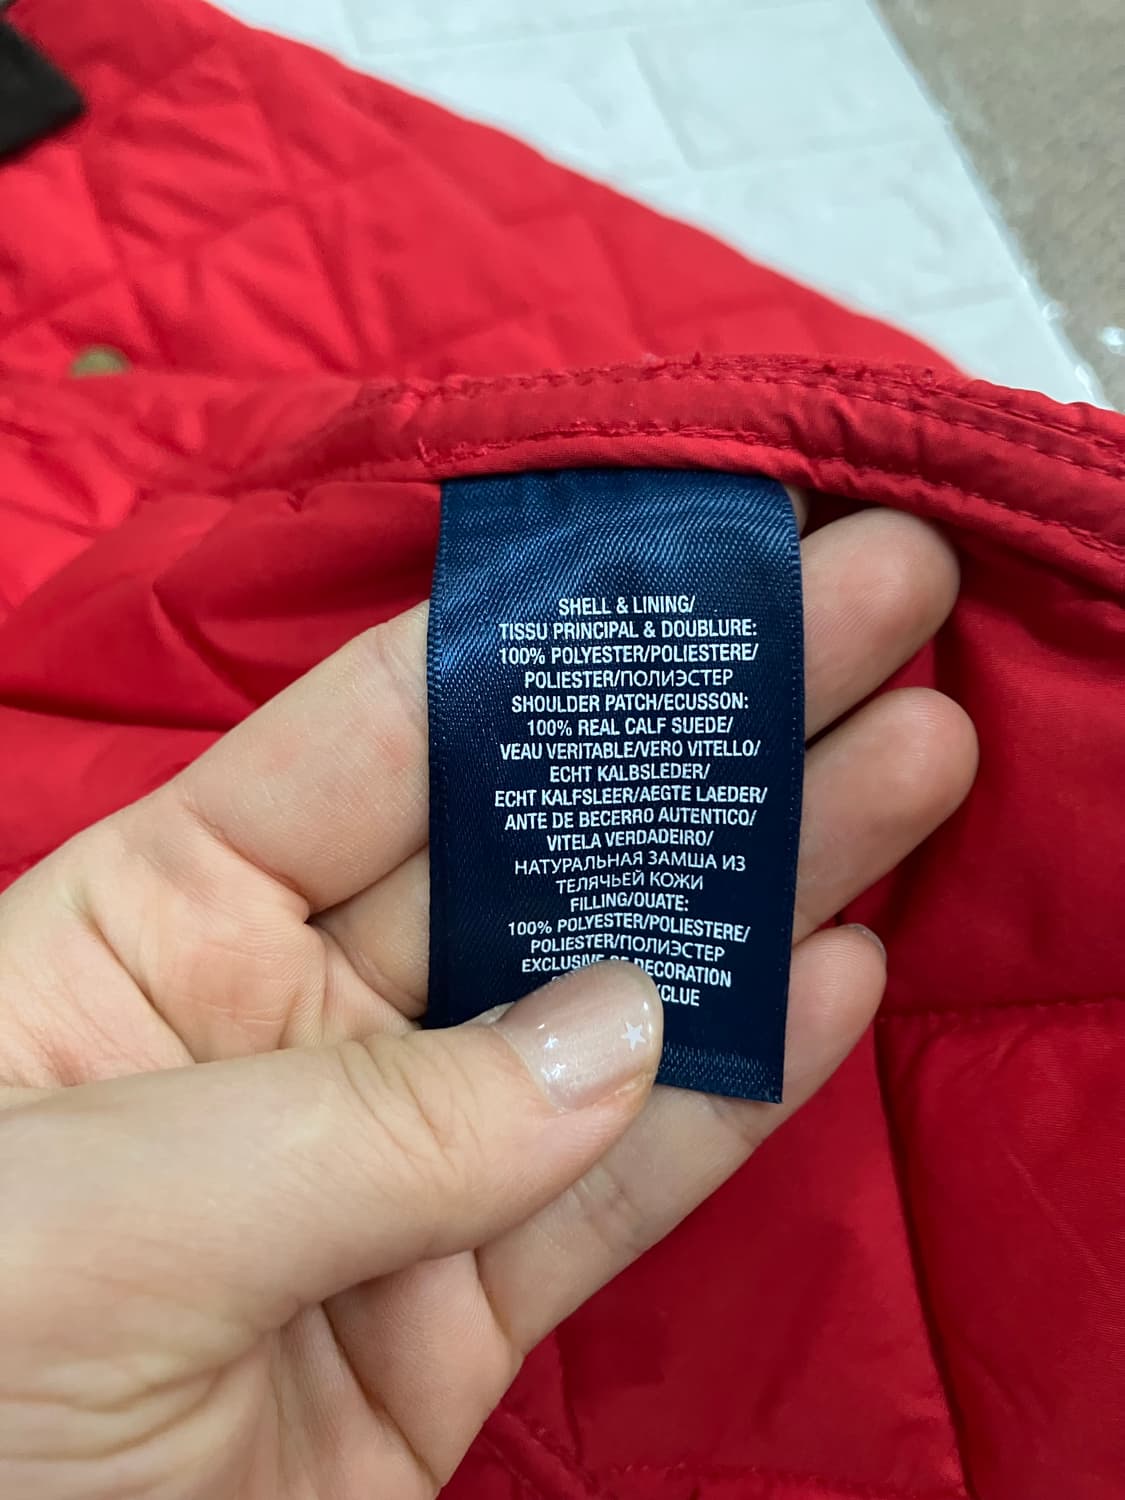 SHELL & LINING/
TISSU PRINCIPAL & DOUBLURE:
100% POLYESTER/POLIESTERE/
POLIESTER/ПОЛИЭСТЕР
SHOULDER PATCH/ECUSSON:
100% REAL CALF SUEDE/
VEAU VERITABLE/VERO VITELLO/
ECHT KALBSLEDER/
ECHT KALFSLEER/AEGTE LAEDER/
ANTE DE BECERRO AUTENTICO/
VITELA VERDADEIRO/
НАТУРАЛЬНАЯ ЗАМША ИЗ
ТЕЛЯЧЬЕЙ КОЖИ
FILLING/OUATE:
100% POLYESTER/POLIESTERE/
POLIESTER/ПОЛИЭСТЕР
EXCLUSIVE OF DECORATION